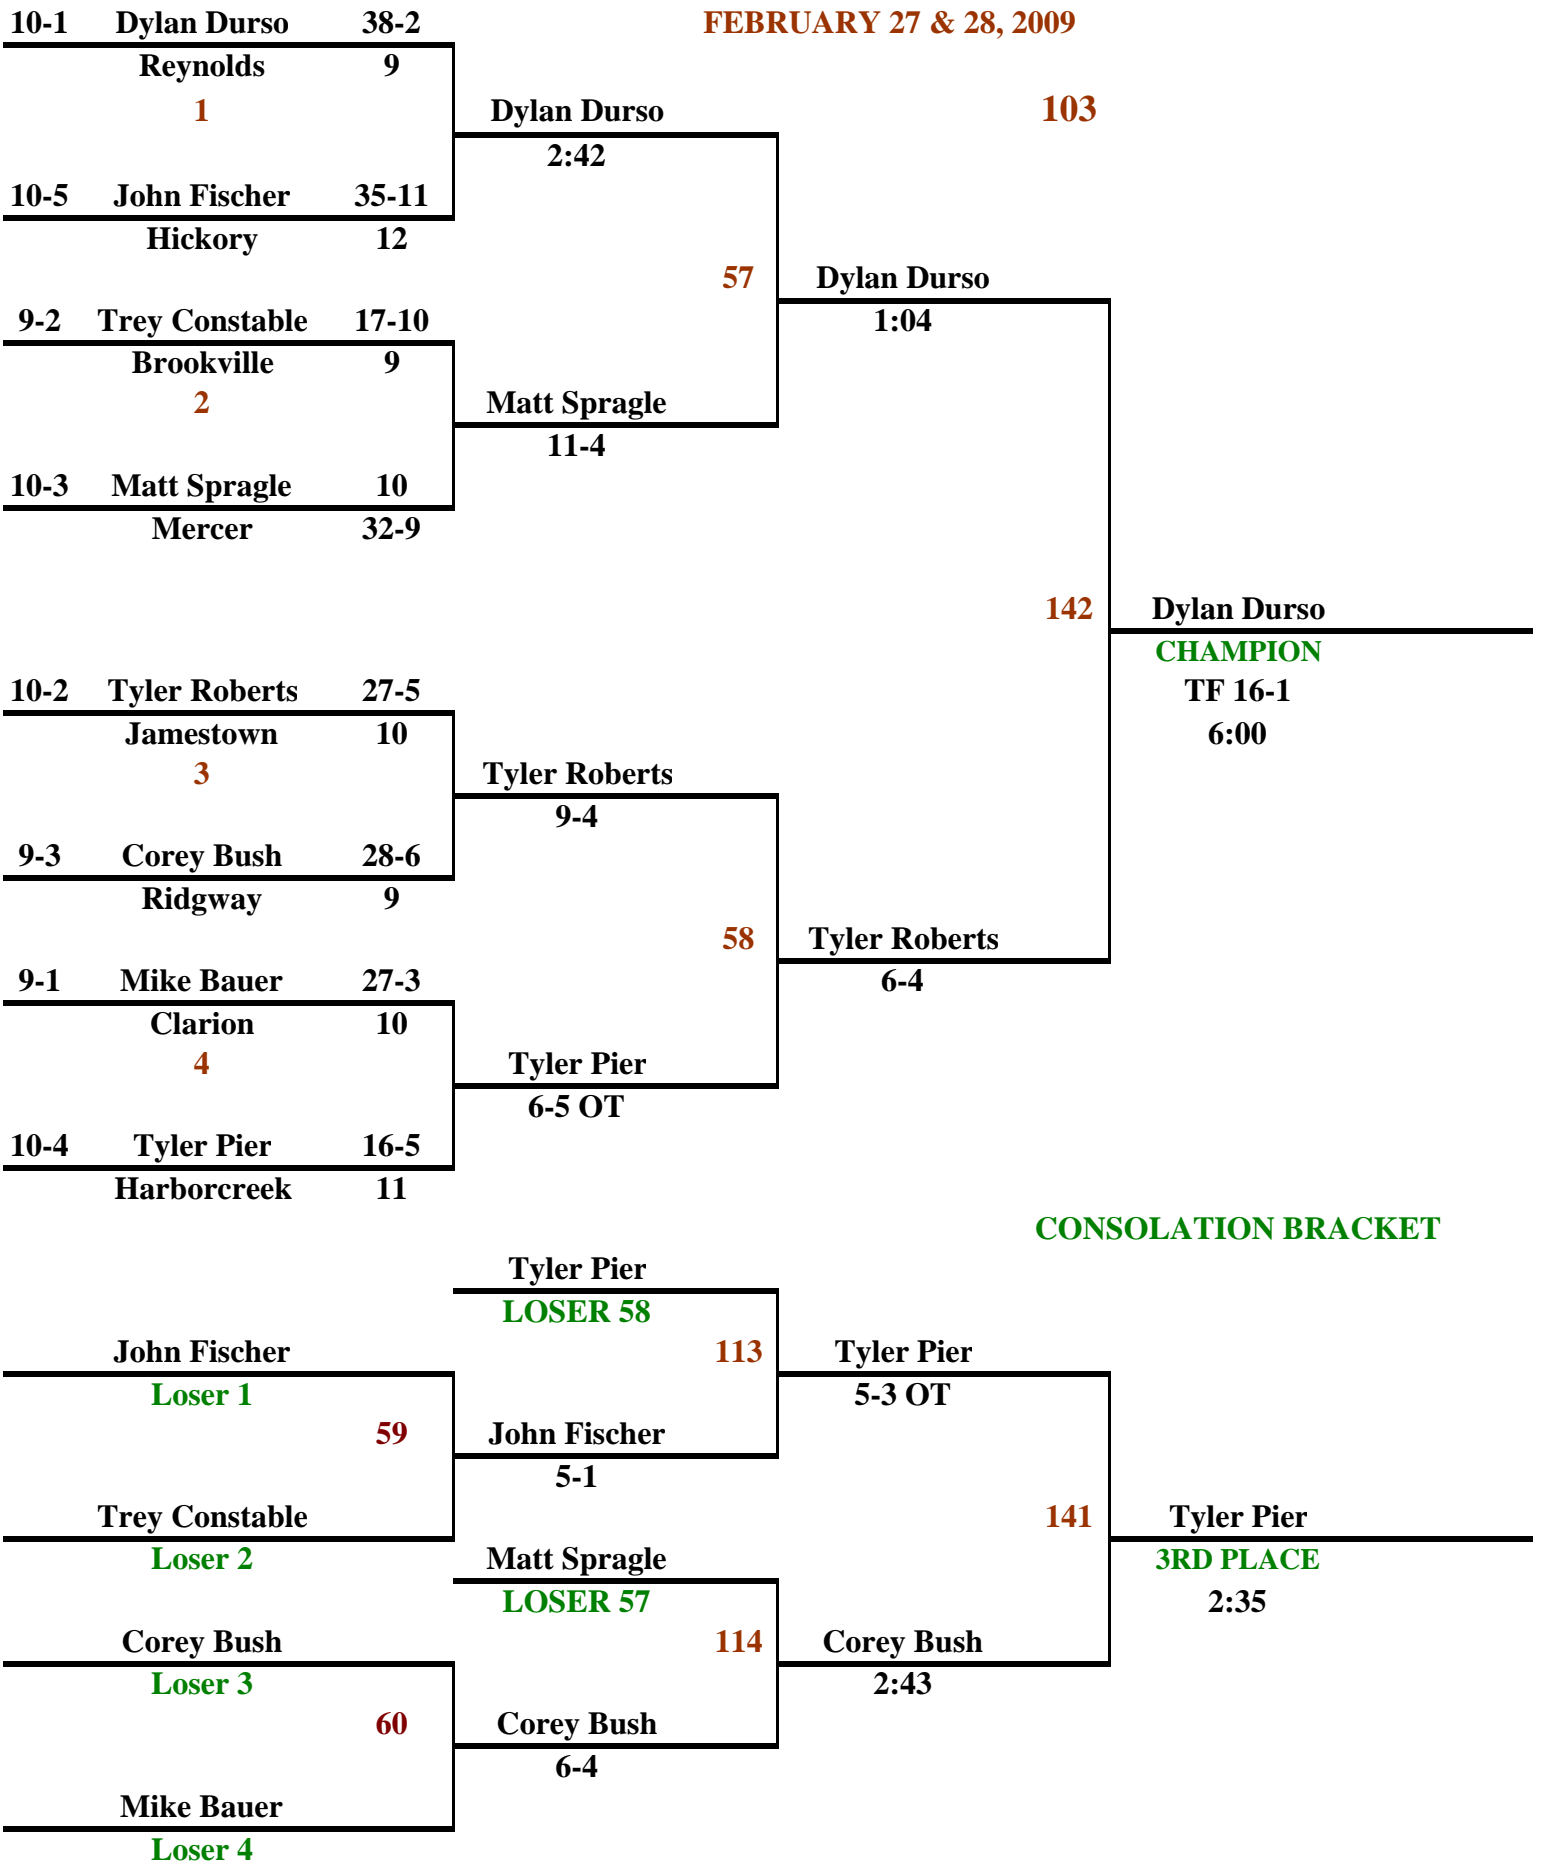 10-1 Dylan Durso 38-2 FEBRUARY 27 & 28, 2009
Reynolds 9
1 Dylan Durso 103
2:42
10-5 John Fischer 35-11
Hickory 12
57 Dylan Durso
9-2 Trey Constable 17-10 1:04
Brookville 9
2 Matt Spragle
11-4
10-3 Matt Spragle 10
Mercer 32-9
142 Dylan Durso
CHAMPION
10-2 Tyler Roberts 27-5 TF 16-1
Jamestown 10 6:00
3 Tyler Roberts
9-4
9-3 Corey Bush 28-6
Ridgway 9
58 Tyler Roberts
9-1 Mike Bauer 27-3 6-4
Clarion 10
4 Tyler Pier
6-5 OT
10-4 Tyler Pier 16-5
Harborcreek 11
CONSOLATION BRACKET
Tyler Pier
LOSER 58
John Fischer 113 Tyler Pier
Loser 1 5-3 OT
59 John Fischer
5-1
Trey Constable 141 Tyler Pier
Loser 2 Matt Spragle 3RD PLACE
LOSER 57 2:35
Corey Bush 114 Corey Bush
Loser 3 2:43
60 Corey Bush
6-4
Mike Bauer
Loser 4